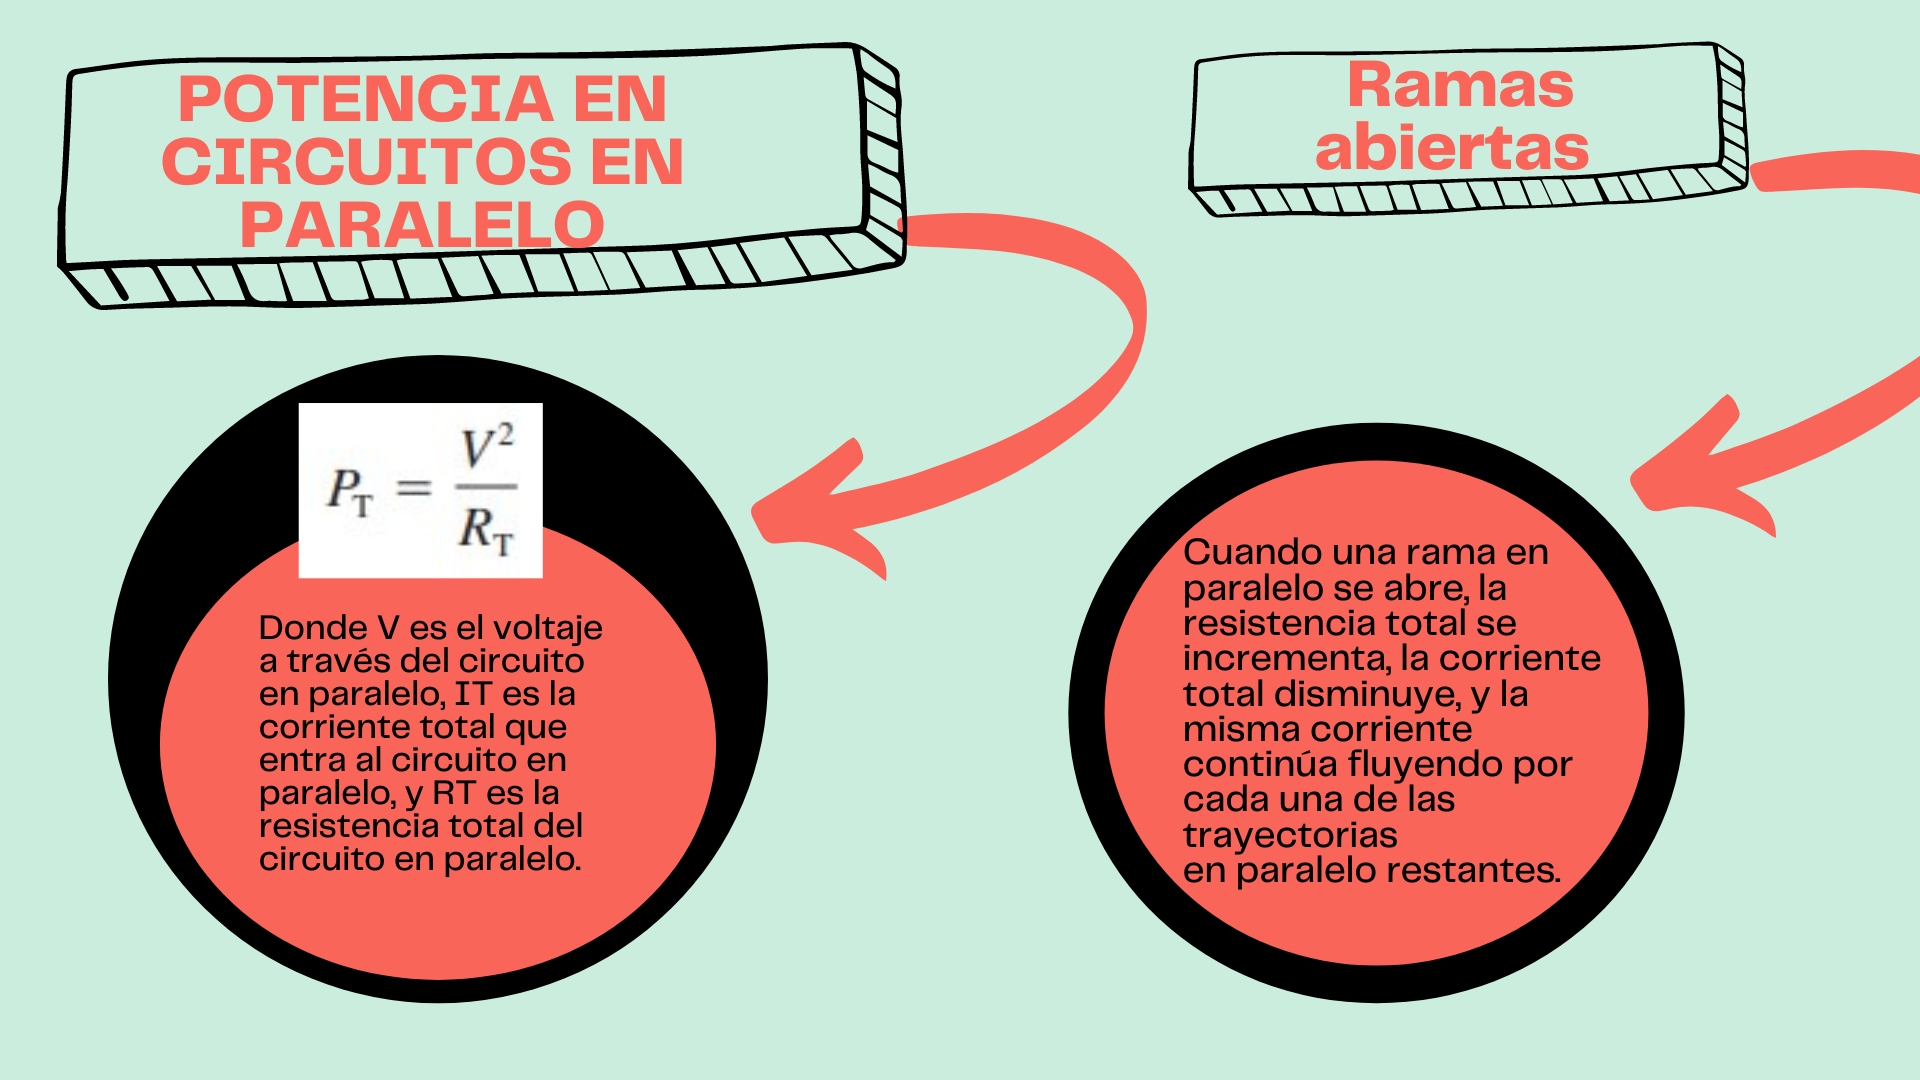 POTENCIA EN
CIRCUITOS EN
PARALELO
P_T = V² / R_T
Donde V es el voltaje
a través del circuito
en paralelo, IT es la
corriente total que
entra al circuito en
paralelo, y RT es la
resistencia total del
circuito en paralelo.
Ramas
abiertas
Cuando una rama en
paralelo se abre, la
resistencia total se
incrementa, la corriente
total disminuye, y la
misma corriente
continúa fluyendo por
cada una de las
trayectorias
en paralelo restantes.